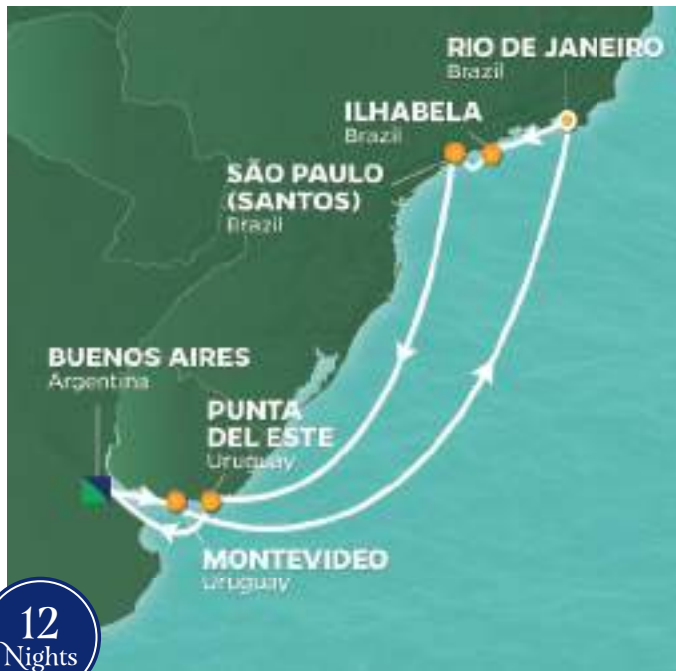 RIO DE JANEIRO
Brazil
ILHABELA
Brazil
SÃO PAULO
(SANTOS)
Brazil
BUENOS AIRES
Argentina
PUNTA
DEL ESTE
Uruguay
MONTEVIDEO
Uruguay
12
Nights